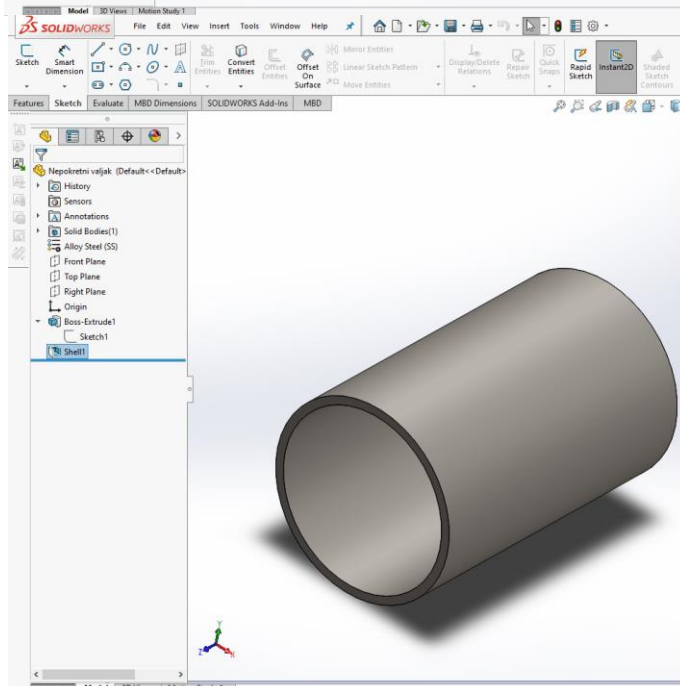 Model 3D Views Motion Study 1
SOLIDWORKS File Edit View Insert Tools Window Help
Sketch Smart Dimension Trim Entities Convert Entities Offset Entities Offset On Surface Mirror Entities Linear Sketch Pattern Move Entities Display/Delete Relations Repair Sketch Quick Snaps Rapid Sketch Instant2D Shaded Sketch Contours
Features Sketch Evaluate MBD Dimensions SOLIDWORKS Add-Ins MBD
Nepokretni valjak (Default<<Default>
History
Sensors
Annotations
Solid Bodies(1)
Alloy Steel (SS)
Front Plane
Top Plane
Right Plane
Origin
Boss-Extrude1
Sketch1
Shell1
Y
Z
X